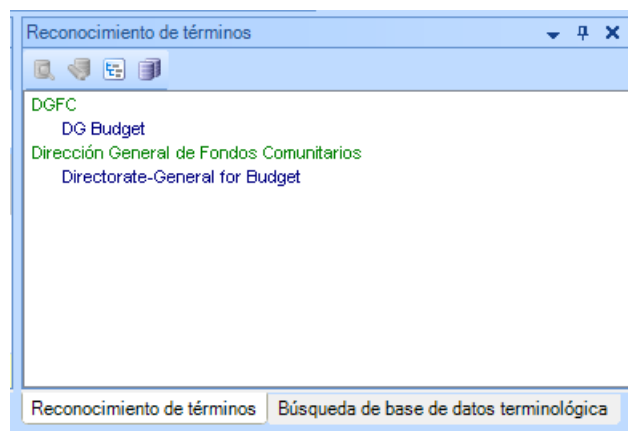 Reconocimiento de términos
DGFC
DG Budget
Dirección General de Fondos Comunitarios
Directorate-General for Budget
Reconocimiento de términos
Búsqueda de base de datos terminológica